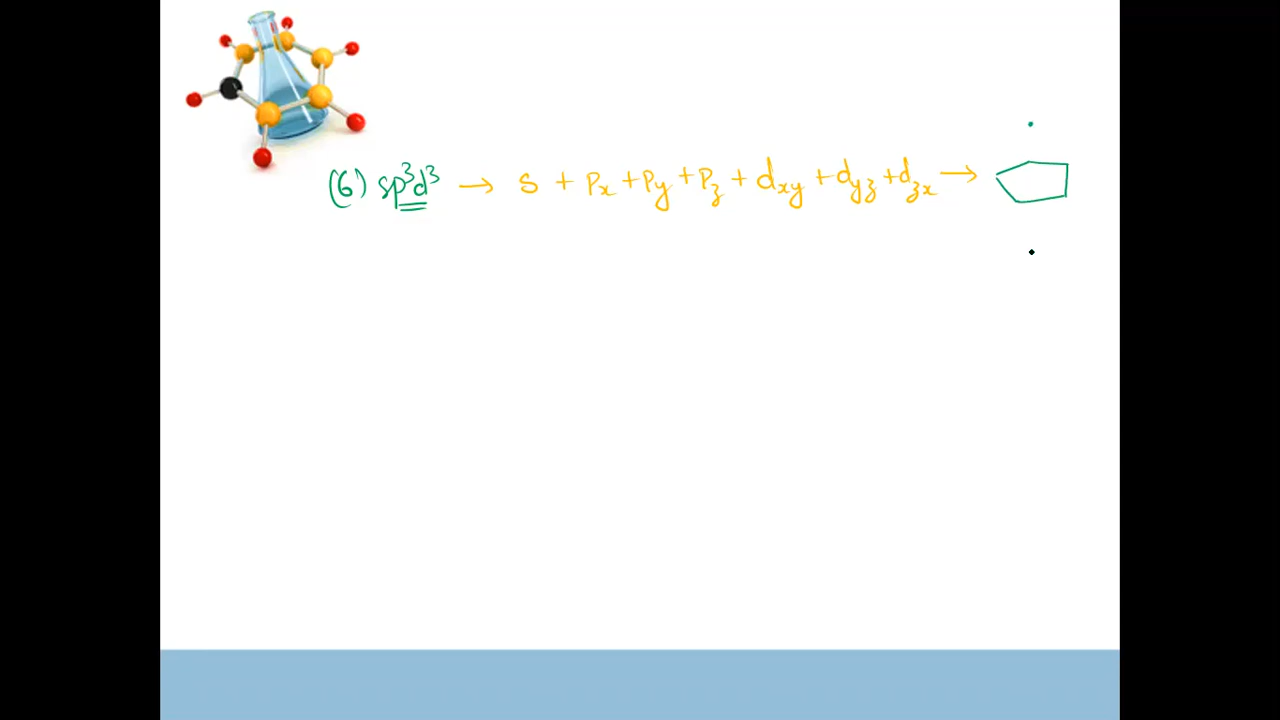 (6) sp³d³ → s + Px + Py + Pz + dxy + dyz + dzx →